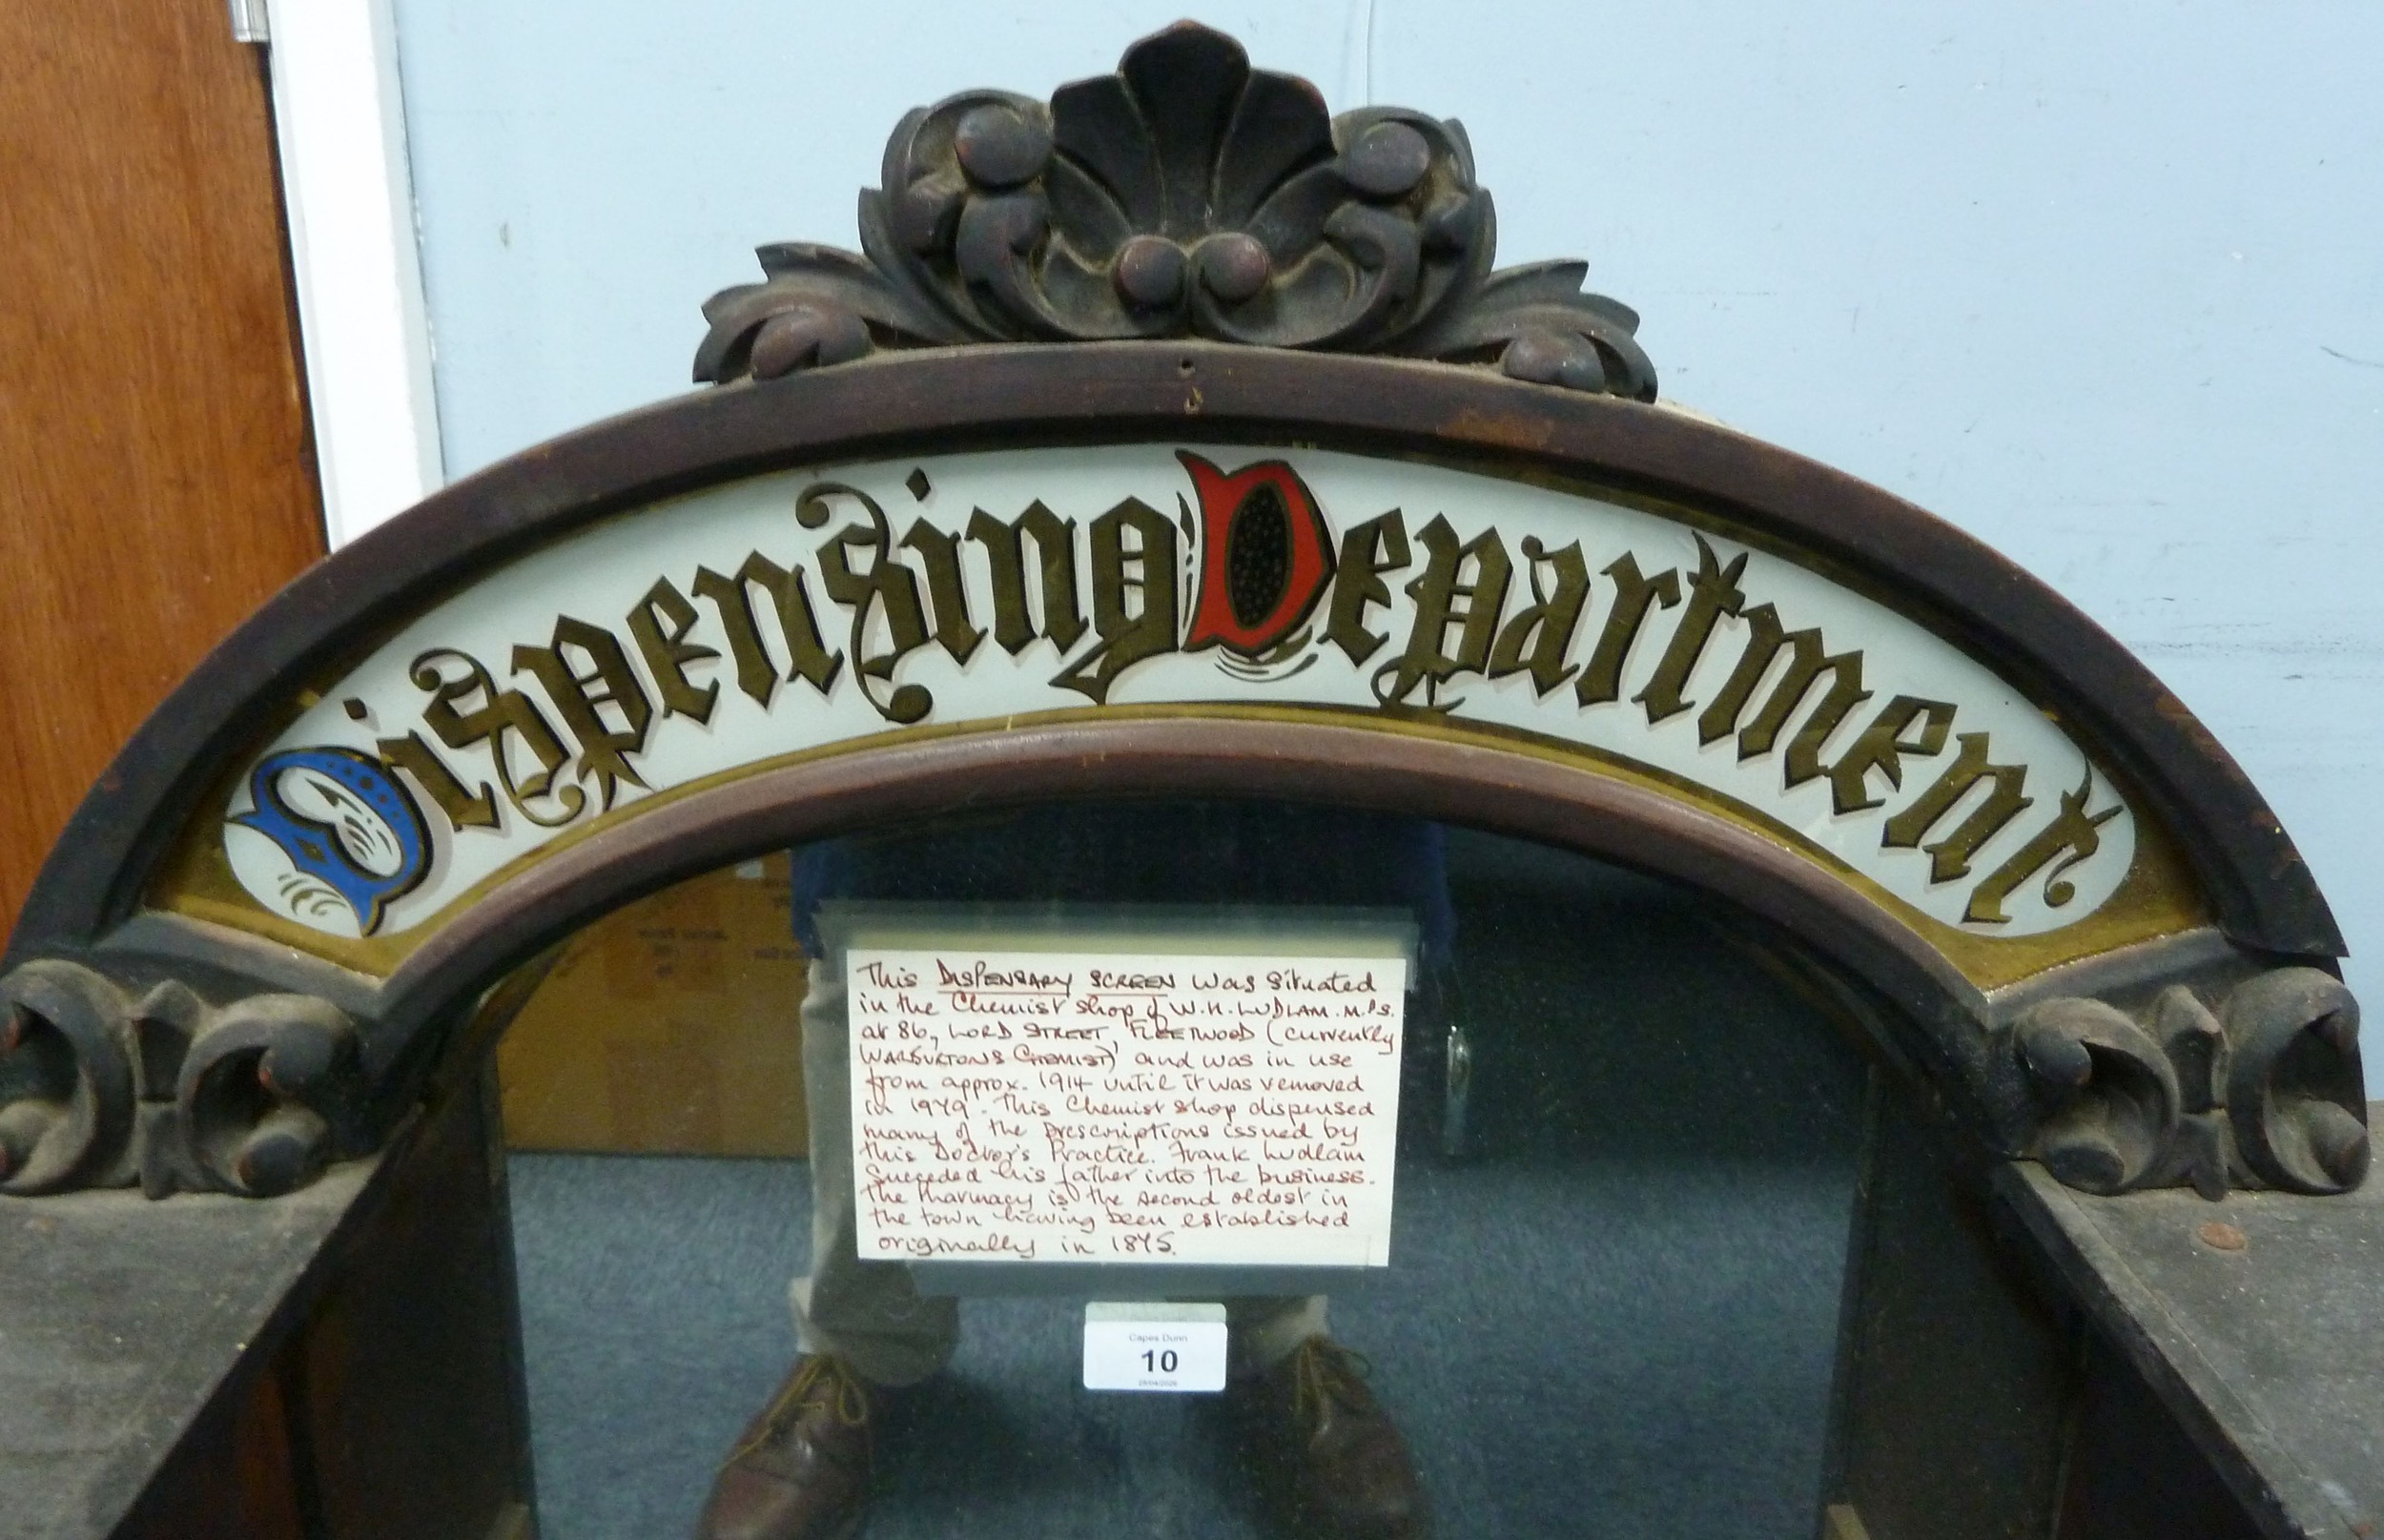 Dispensing Department
This DISPENSARY SCREEN was situated
in the Chemist shop of W.H. LUDLAM. M.P.S.
at 86, LORD STREET, FLEETWOOD (currently
WARBURTONS CHEMIST) and was in use
from approx. 1914 until it was removed
in 1979. This Chemist shop dispensed
many of the prescriptions issued by
this Doctor's Practice. Frank Ludlam
Succeded his father into the business.
The Pharmacy is the second oldest in
the town having been established
originally in 1875.
Capes Dunn
10